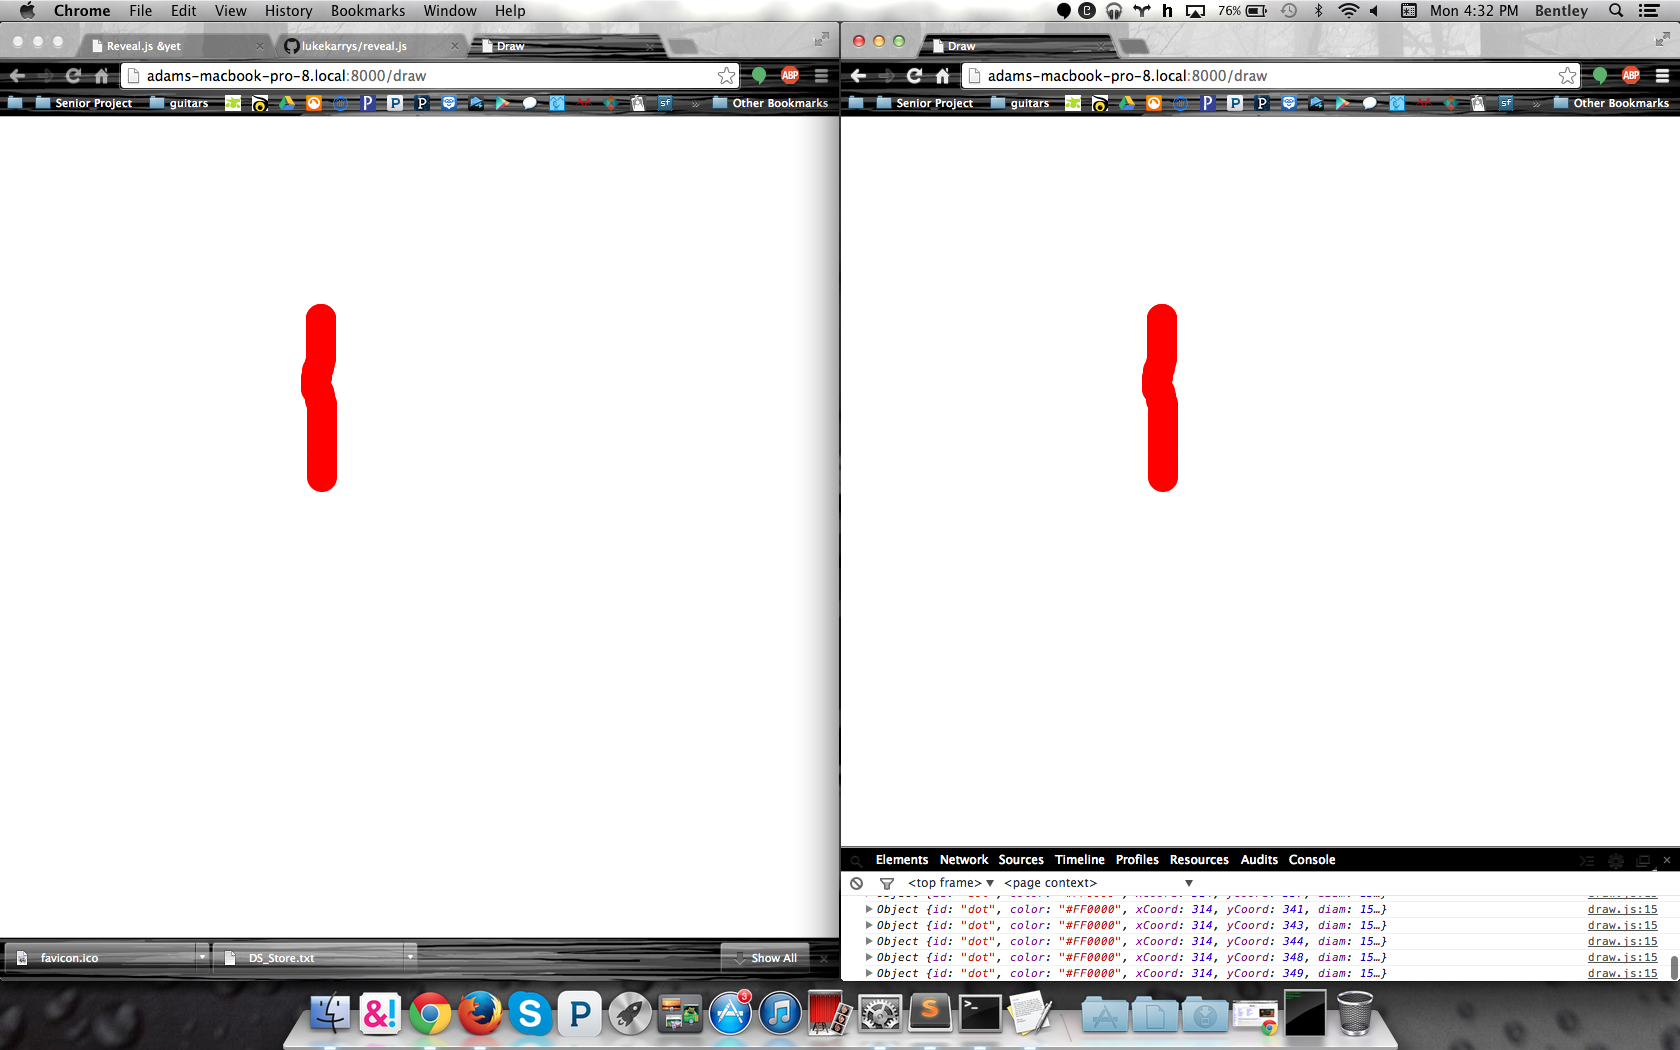 Chrome File Edit View History Bookmarks Window Help
76% Mon 4:32 PM Bentley
Reveal.js &yet
lukekarrys/reveal.js
Draw
adams-macbook-pro-8.local:8000/draw
ABP
Senior Project
guitars
Other Bookmarks
Draw
adams-macbook-pro-8.local:8000/draw
ABP
Senior Project
guitars
Other Bookmarks
Elements Network Sources Timeline Profiles Resources Audits Console
<top frame> <page context>
Object {id: "dot", color: "#FF0000", xCoord: 314, yCoord: 341, diam: 15…} draw.js:15
Object {id: "dot", color: "#FF0000", xCoord: 314, yCoord: 343, diam: 15…} draw.js:15
Object {id: "dot", color: "#FF0000", xCoord: 314, yCoord: 344, diam: 15…} draw.js:15
Object {id: "dot", color: "#FF0000", xCoord: 314, yCoord: 348, diam: 15…} draw.js:15
Object {id: "dot", color: "#FF0000", xCoord: 314, yCoord: 349, diam: 15…} draw.js:15
favicon.ico
DS_Store.txt
Show All
&!
S
P
3
S